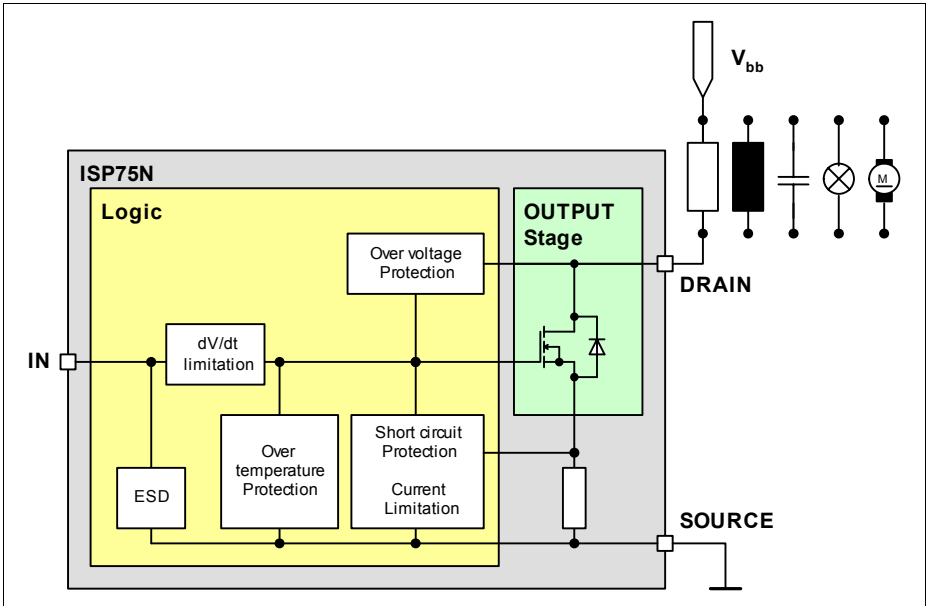 V_bb
ISP75N
Logic
OUTPUT
Stage
Over voltage
Protection
DRAIN
M
IN
dV/dt
limitation
Over
temperature
Protection
Short circuit
Protection
Current
Limitation
ESD
SOURCE